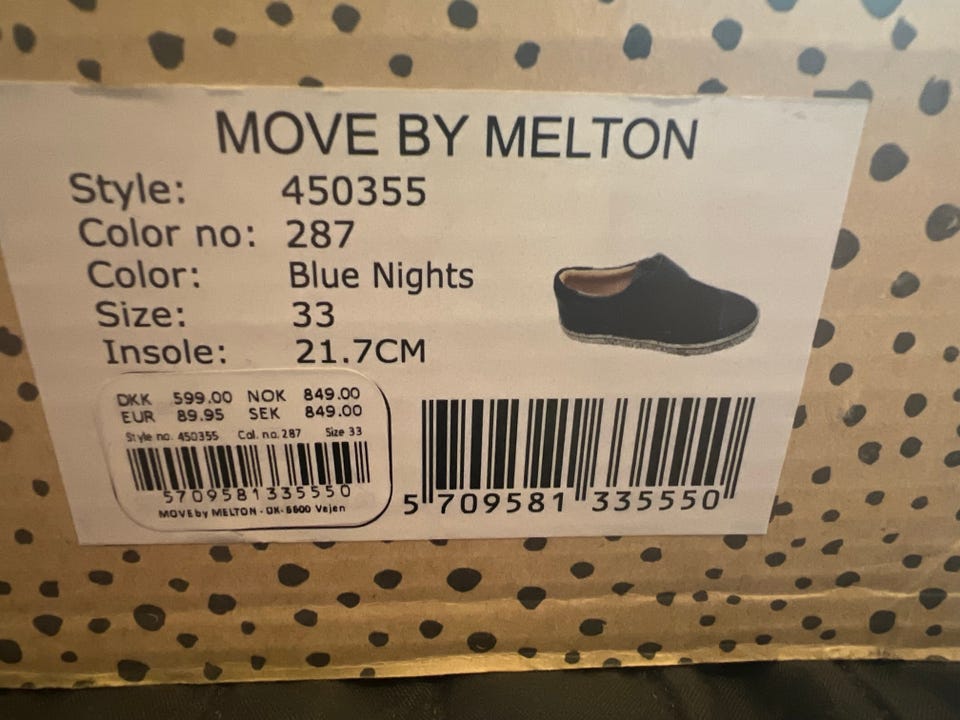 MOVE BY MELTON
Style: 450355
Color no: 287
Color: Blue Nights
Size: 33
Insole: 21.7CM
DKK 599.00 NOK 849.00
EUR 89.95 SEK 849.00
Style no. 450355 Col. no. 287 Size 33
5709581335550
MOVE by MELTON - DK-6600 Vejen
5 709581 335550